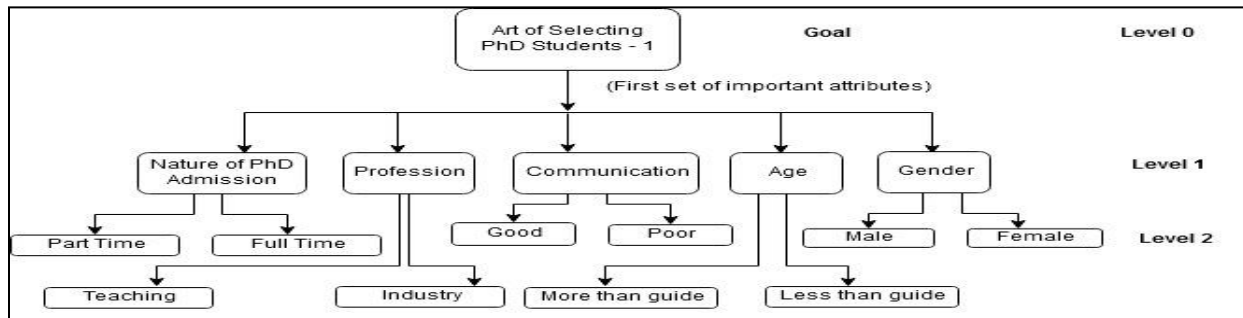 Art of Selecting
PhD Students - 1
Goal
Level 0
(First set of important attributes)
Nature of PhD
Admission
Profession
Communication
Age
Gender
Level 1
Part Time
Full Time
Good
Poor
Male
Female
Level 2
Teaching
Industry
More than guide
Less than guide